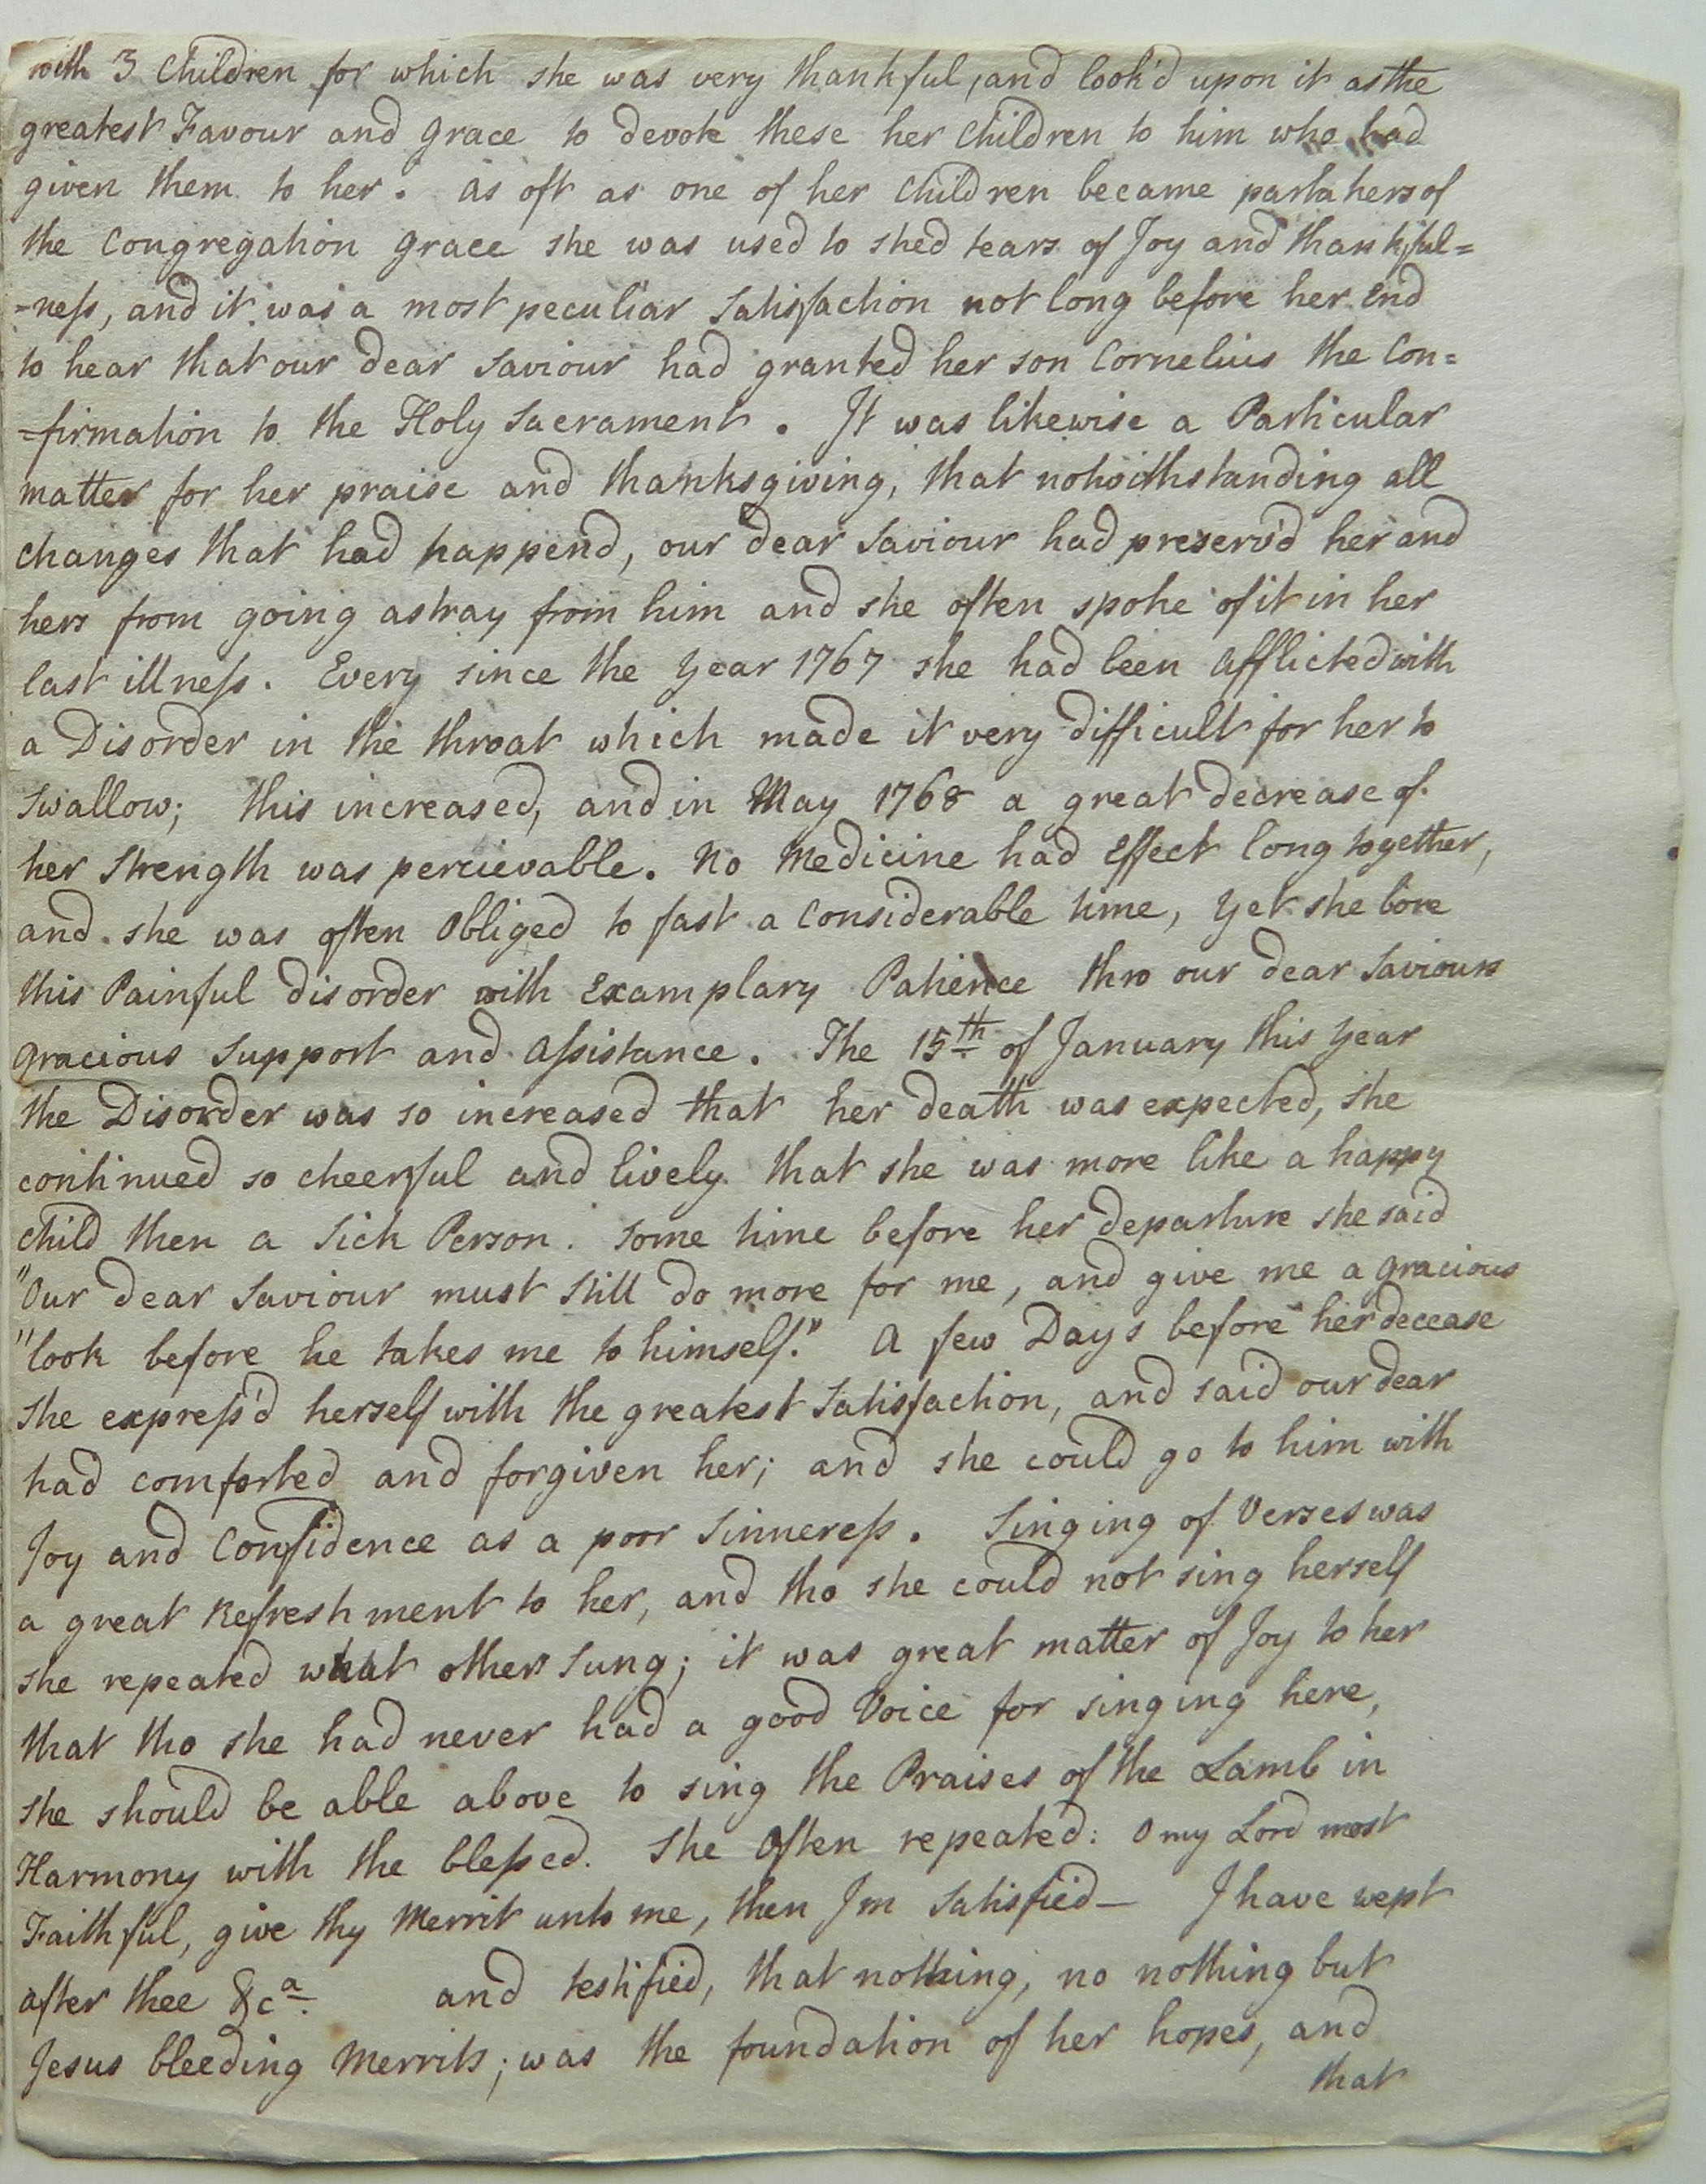 with 3 Children for which she was very thankful, and look'd upon it as the
greatest Favour and Grace to devote these her Children to him who had
given them to her. As oft as one of her Children became partakers of
the Congregation Grace she was used to shed tears of Joy and thankful=
=ness, and it was a most peculiar Satisfaction not long before her End
to hear that our dear Saviour had granted her son Cornelius the Con=
=firmation to the Holy Sacrament. It was likewise a Particular
matter for her praise and thanksgiving, that notwithstanding all
changes that had happend, our dear Saviour had preserv'd her and
hers from going astray from him and she often spoke of it in her
last illness. Every since the Year 1767 she had been afflicted with
a Disorder in the throat which made it very difficult for her to
Swallow; this increased, and in May 1768 a great decrease of
her Strength was percievable. No Medicine had Effect long together,
and she was often Obliged to fast a Considerable time, Yet she bore
this Painful disorder with Examplary Patience thro our dear Saviours
gracious Support and Assistance. The 15th of January this Year
the Disorder was so increased that her death was expected, she
continued so cheerful and lively that she was more like a happy
Child then a Sick Person. Some time before her departure she said
"Our dear Saviour must still do more for me, and give me a gracious
"look before he takes me to himself." A few Days before her decease
she express'd herself with the greatest Satisfaction, and said our dear
had comforted and forgiven her; and she could go to him with
Joy and Confidence as a poor Sinneress. Singing of Verses was
a great Refreshment to her, and tho she could not sing herself
she repeated what others Sung; it was great matter of Joy to her
that tho she had never had a good Voice for singing here,
she should be able above to sing the Praises of the Lamb in
Harmony with the blessed. She Often repeated: O my Lord most
Faithful, give thy Merrit unto me, then I'm Satisfied— I have wept
after thee &ca. and testified, that nothing, no nothing but
Jesus bleeding Merrits; was the foundation of her hopes, and
that